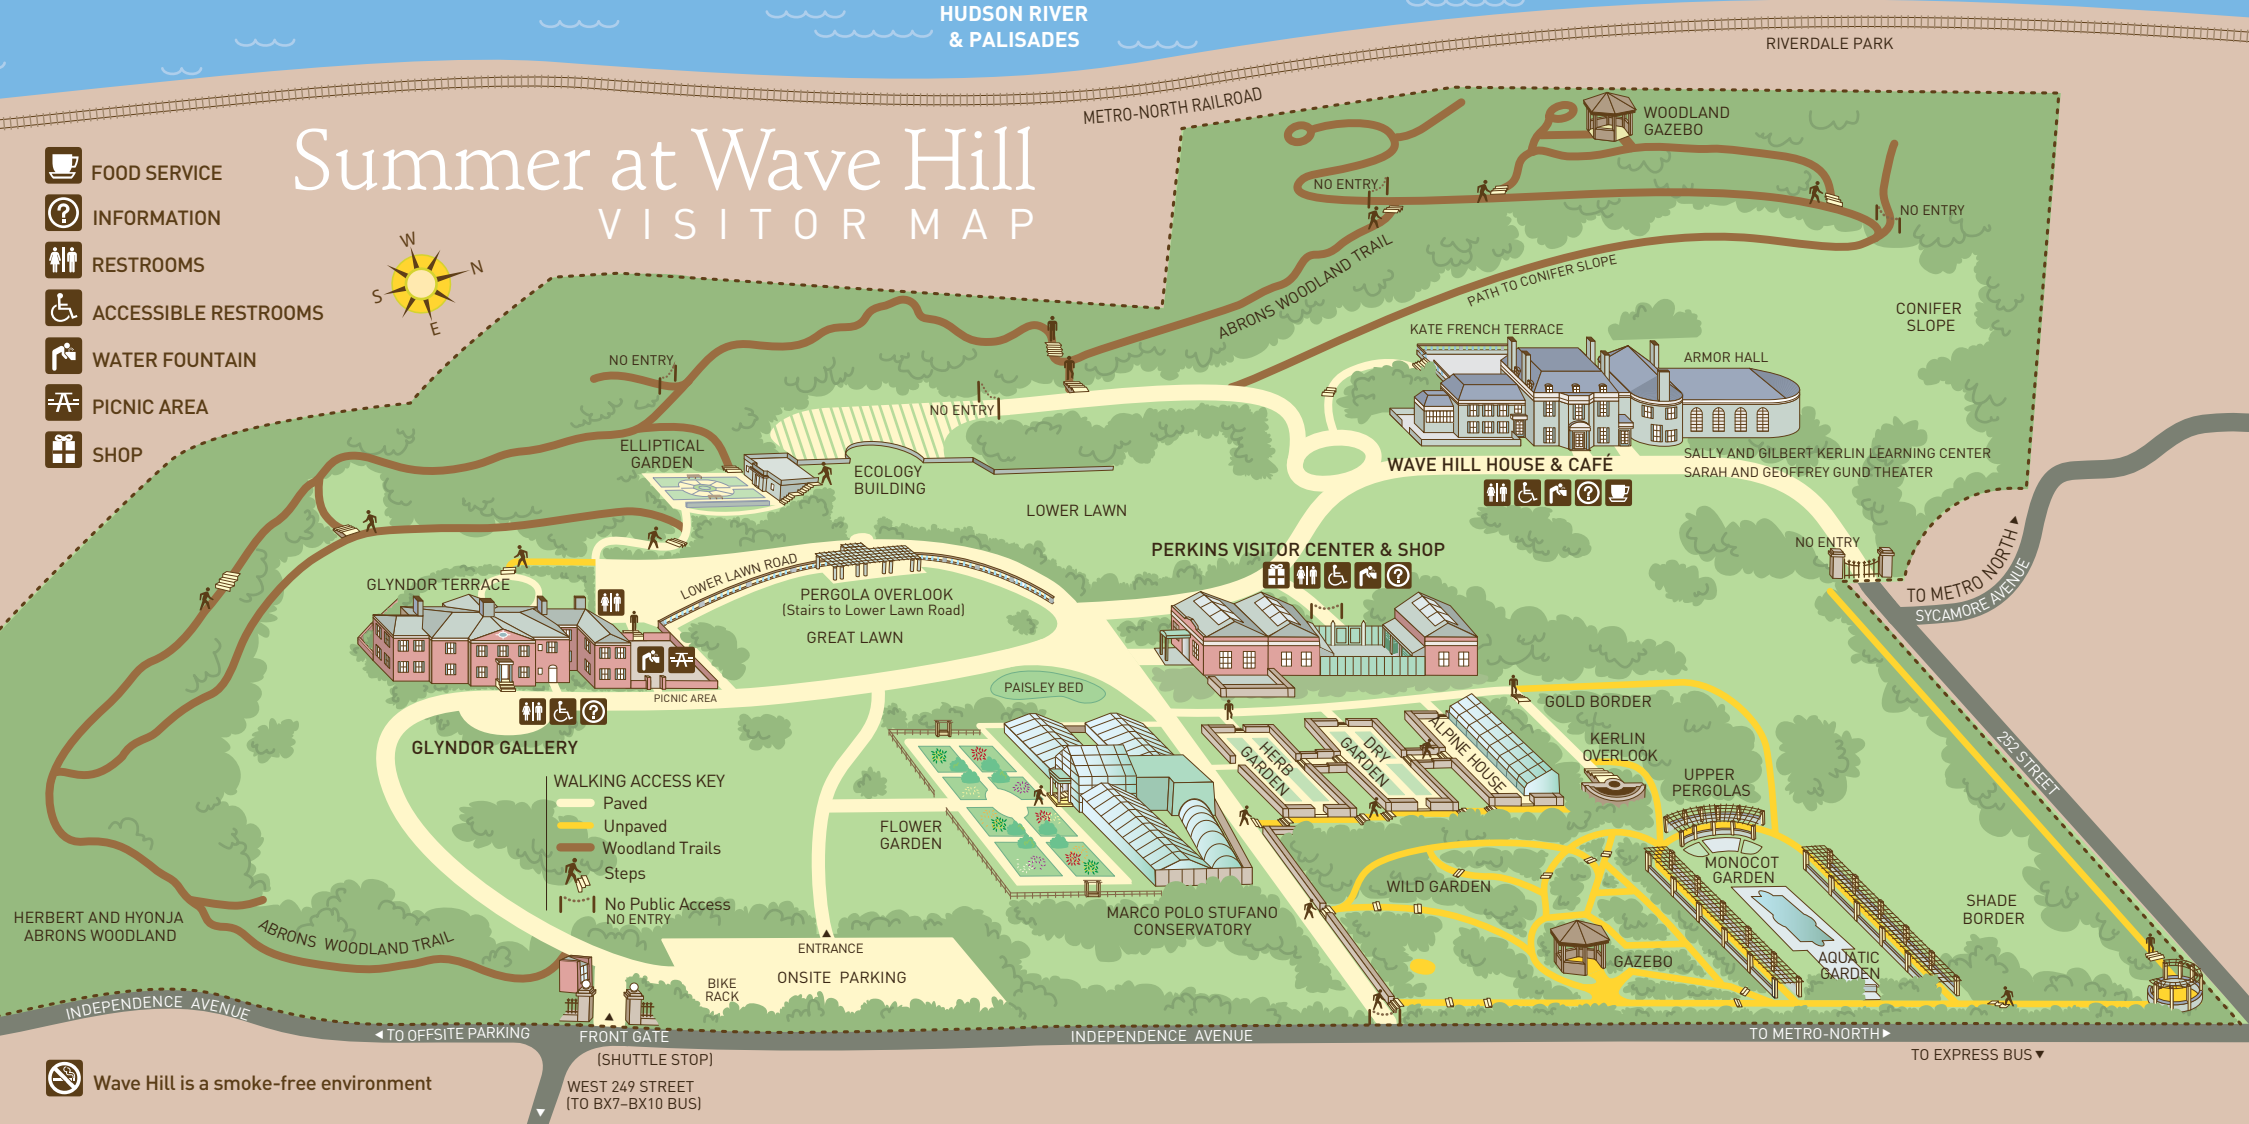 HUDSON RIVER
& PALISADES
RIVERDALE PARK
METRO-NORTH RAILROAD
Summer at Wave Hill
VISITOR MAP
FOOD SERVICE
INFORMATION
RESTROOMS
ACCESSIBLE RESTROOMS
WATER FOUNTAIN
PICNIC AREA
SHOP
W
N
S
E
WOODLAND
GAZEBO
NO ENTRY
NO ENTRY
ABRONS WOODLAND TRAIL
PATH TO CONIFER SLOPE
CONIFER
SLOPE
KATE FRENCH TERRACE
ARMOR HALL
NO ENTRY
NO ENTRY
ELLIPTICAL
GARDEN
ECOLOGY
BUILDING
LOWER LAWN
WAVE HILL HOUSE & CAFÉ
SALLY AND GILBERT KERLIN LEARNING CENTER
SARAH AND GEOFFREY GUND THEATER
NO ENTRY
TO METRO NORTH
SYCAMORE AVENUE
PERKINS VISITOR CENTER & SHOP
GLYNDOR TERRACE
LOWER LAWN ROAD
PERGOLA OVERLOOK
(Stairs to Lower Lawn Road)
GREAT LAWN
PICNIC AREA
PAISLEY BED
GLYNDOR GALLERY
GOLD BORDER
KERLIN
OVERLOOK
HERB
GARDEN
DRY
GARDEN
ALPINE HOUSE
UPPER
PERGOLAS
252 STREET
WALKING ACCESS KEY
Paved
Unpaved
Woodland Trails
Steps
No Public Access
NO ENTRY
FLOWER
GARDEN
MARCO POLO STUFANO
CONSERVATORY
WILD GARDEN
MONOCOT
GARDEN
GAZEBO
AQUATIC
GARDEN
SHADE
BORDER
HERBERT AND HYONJA
ABRONS WOODLAND
ABRONS WOODLAND TRAIL
ENTRANCE
ONSITE PARKING
BIKE
RACK
INDEPENDENCE AVENUE
TO OFFSITE PARKING
FRONT GATE
(SHUTTLE STOP)
INDEPENDENCE AVENUE
TO METRO-NORTH
TO EXPRESS BUS
WEST 249 STREET
(TO BX7–BX10 BUS)
Wave Hill is a smoke-free environment